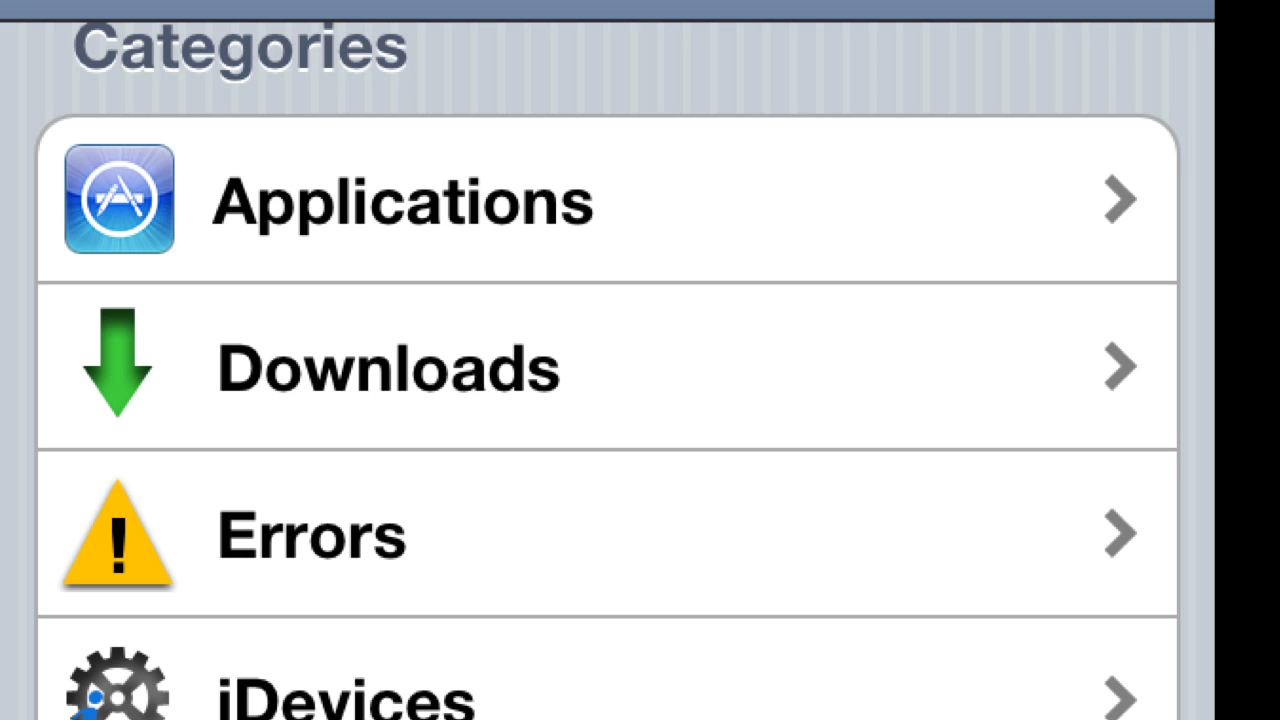 Categories
Applications
Downloads
Errors
iDevices